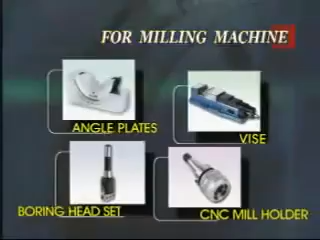 FOR MILLING MACHINE
ANGLE PLATES
VISE
BORING HEAD SET
CNC MILL HOLDER